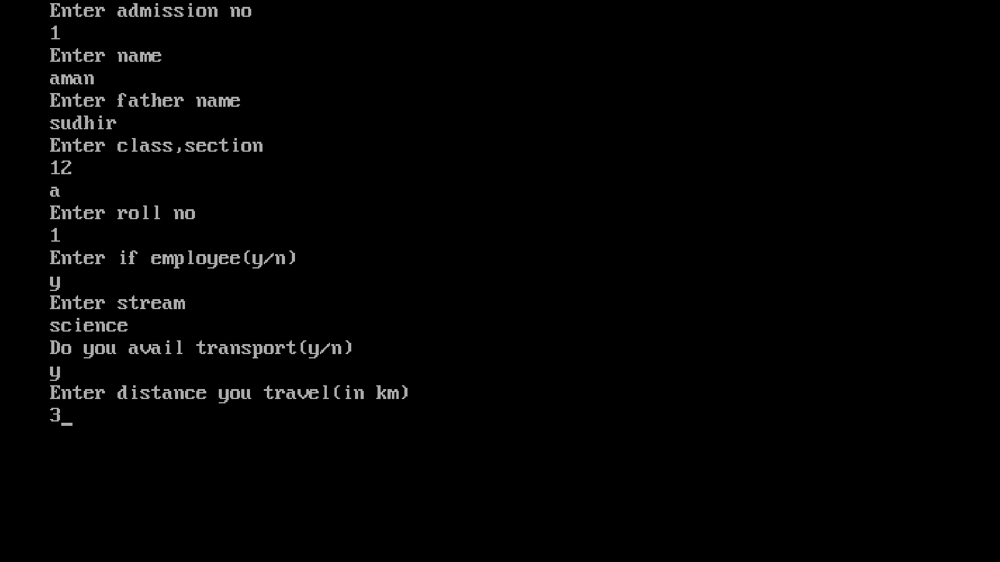 Enter admission no
1
Enter name
aman
Enter father name
sudhir
Enter class,section
12
a
Enter roll no
1
Enter if employee(y/n)
y
Enter stream
science
Do you avail transport(y/n)
y
Enter distance you travel(in km)
3_